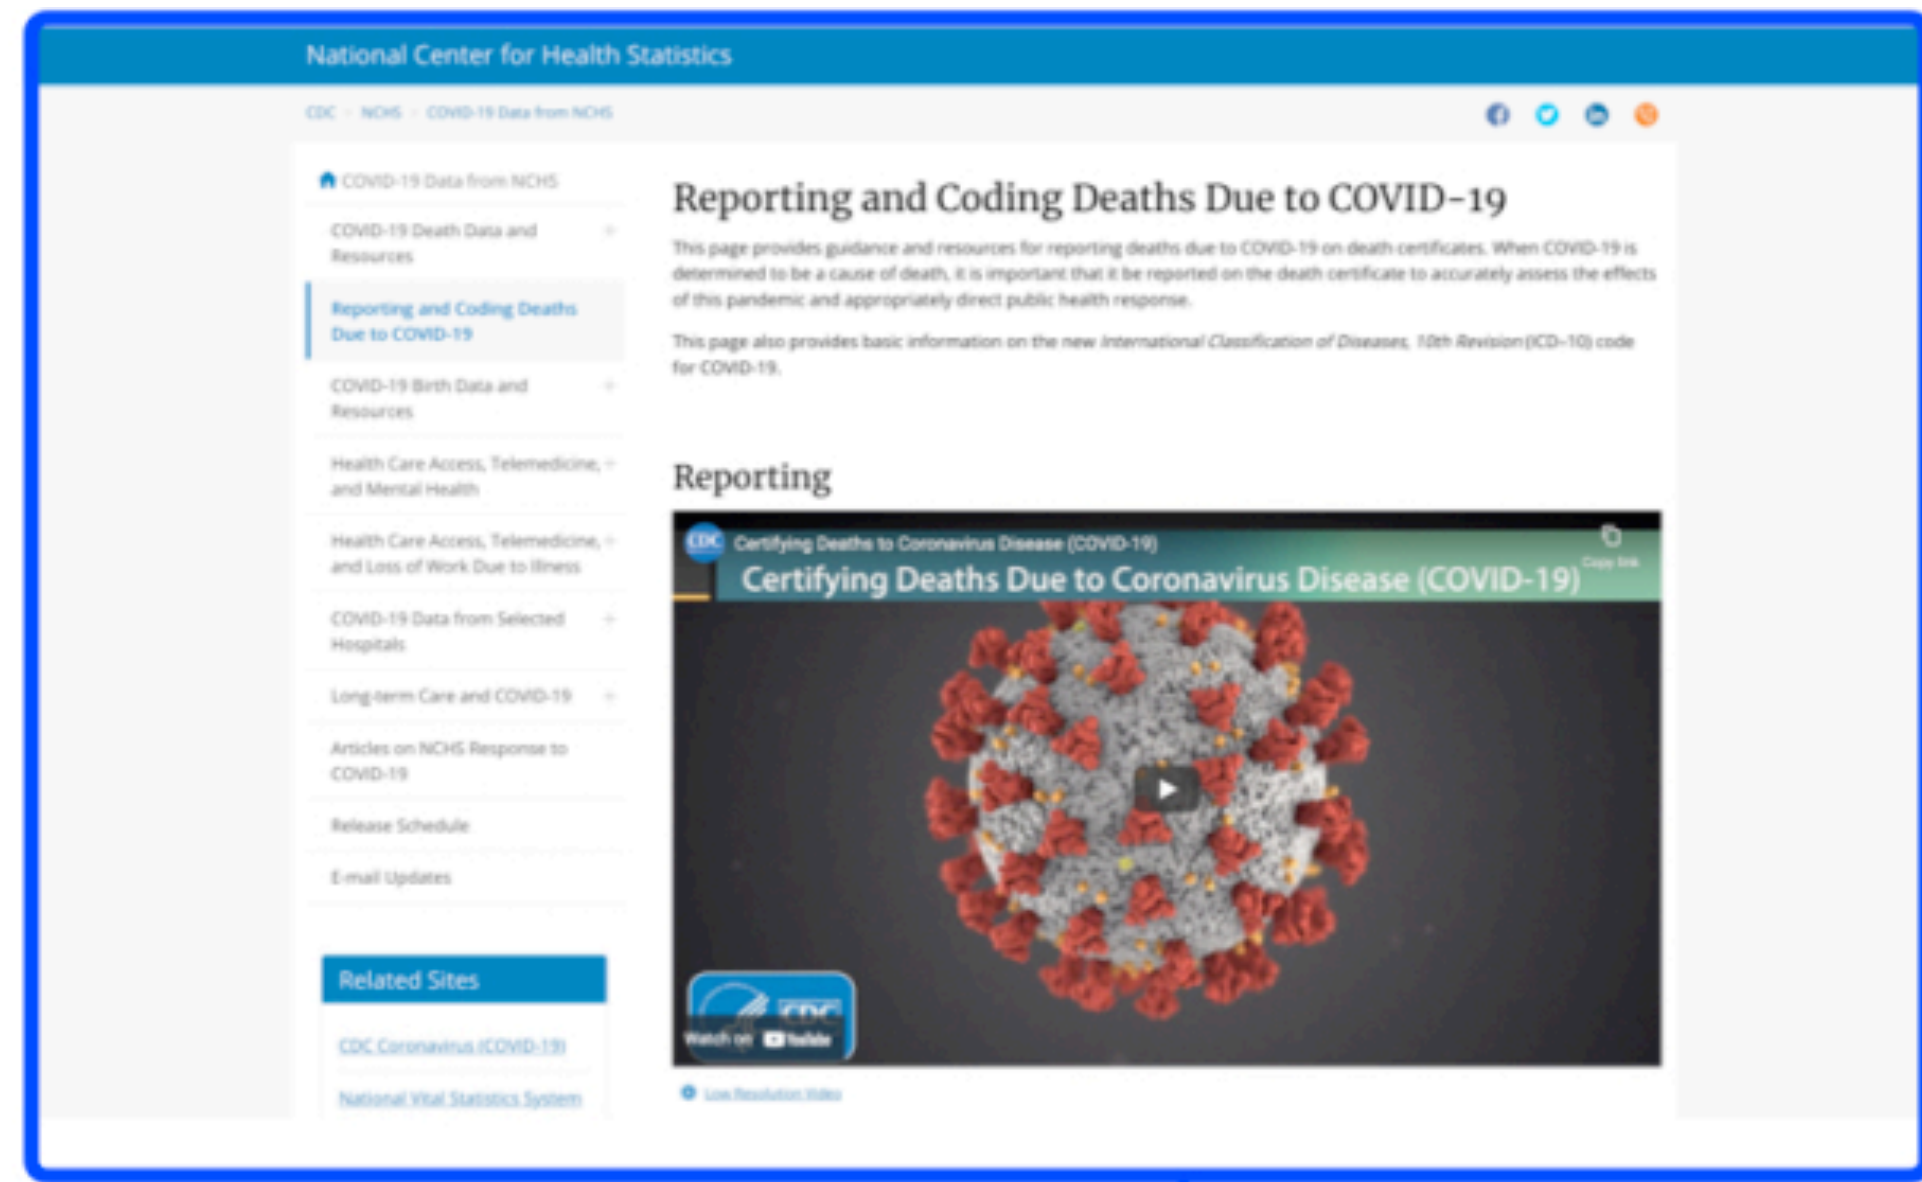 National Center for Health Statistics
CDC > NCHS > COVID-19 Data from NCHS
COVID-19 Data from NCHS
COVID-19 Death Data and
Resources
Reporting and Coding Deaths
Due to COVID-19
COVID-19 Birth Data and
Resources
Health Care Access, Telemedicine,
and Mental Health
Health Care Access, Telemedicine,
and Loss of Work Due to Illness
COVID-19 Data from Selected
Hospitals
Long-term Care and COVID-19
Articles on NCHS Response to
COVID-19
Release Schedule
E-mail Updates
Related Sites
CDC Coronavirus (COVID-19)
National Vital Statistics System
Reporting and Coding Deaths Due to COVID-19
This page provides guidance and resources for reporting deaths due to COVID-19 on death certificates. When COVID-19 is
determined to be a cause of death, it is important that it be reported on the death certificate to accurately assess the effects
of this pandemic and appropriately direct public health response.
This page also provides basic information on the new International Classification of Diseases, 10th Revision (ICD–10) code
for COVID-19.
Reporting
CDC Certifying Deaths to Coronavirus Disease (COVID-19)
Copy link
Certifying Deaths Due to Coronavirus Disease (COVID-19)
CDC
Watch on YouTube
Low Resolution Video